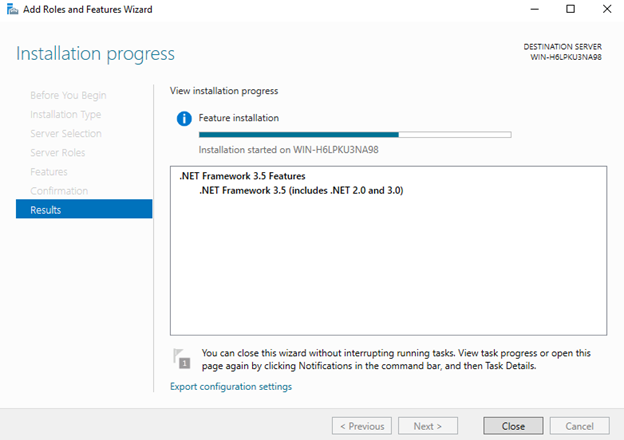 Add Roles and Features Wizard
Installation progress
DESTINATION SERVER
WIN-H6LPKU3NA98
Before You Begin
Installation Type
Server Selection
Server Roles
Features
Confirmation
Results
View installation progress
Feature installation
Installation started on WIN-H6LPKU3NA98
.NET Framework 3.5 Features
.NET Framework 3.5 (includes .NET 2.0 and 3.0)
1
You can close this wizard without interrupting running tasks. View task progress or open this
page again by clicking Notifications in the command bar, and then Task Details.
Export configuration settings
< Previous
Next >
Close
Cancel